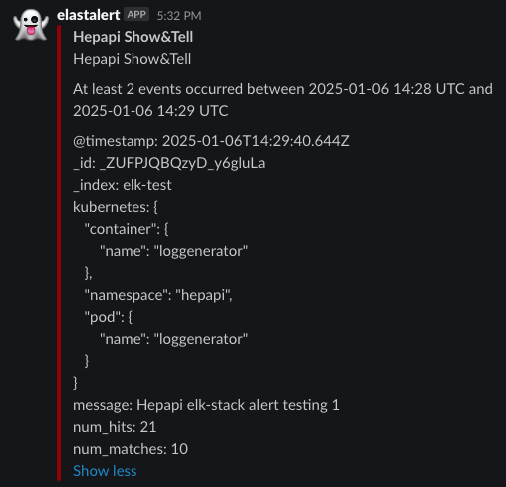 elastalert APP 5:32 PM
Hepapi Show&Tell
Hepapi Show&Tell
At least 2 events occurred between 2025-01-06 14:28 UTC and
2025-01-06 14:29 UTC
@timestamp: 2025-01-06T14:29:40.644Z
_id: _ZUFPJQBQzyD_y6gluLa
_index: elk-test
kubernetes: {
"container": {
"name": "loggenerator"
},
"namespace": "hepapi",
"pod": {
"name": "loggenerator"
}
}
message: Hepapi elk-stack alert testing 1
num_hits: 21
num_matches: 10
Show less